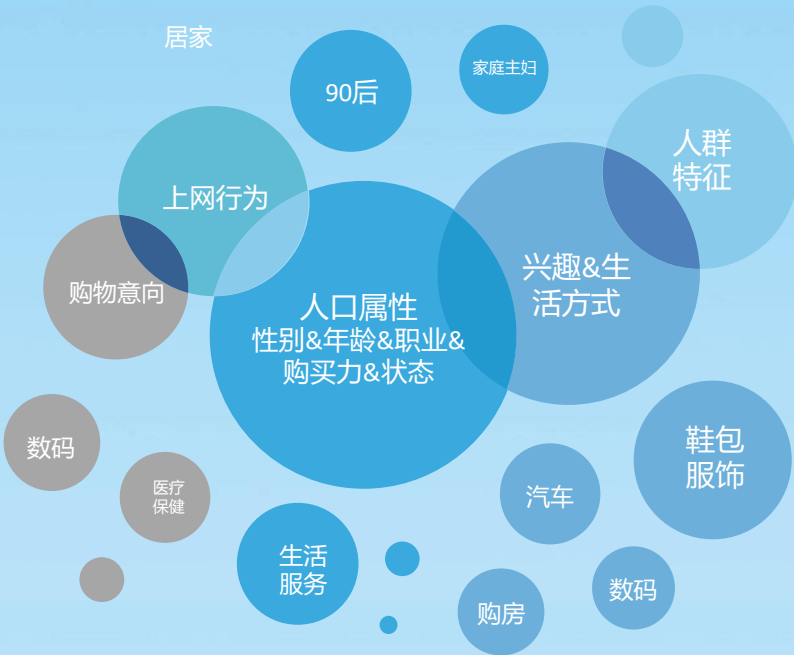 居家
90后
家庭主妇
人群
特征
上网行为
购物意向
人口属性
性别&年龄&职业&
购买力&状态
兴趣&生
活方式
数码
医疗
保健
生活
服务
汽车
鞋包
服饰
购房
数码